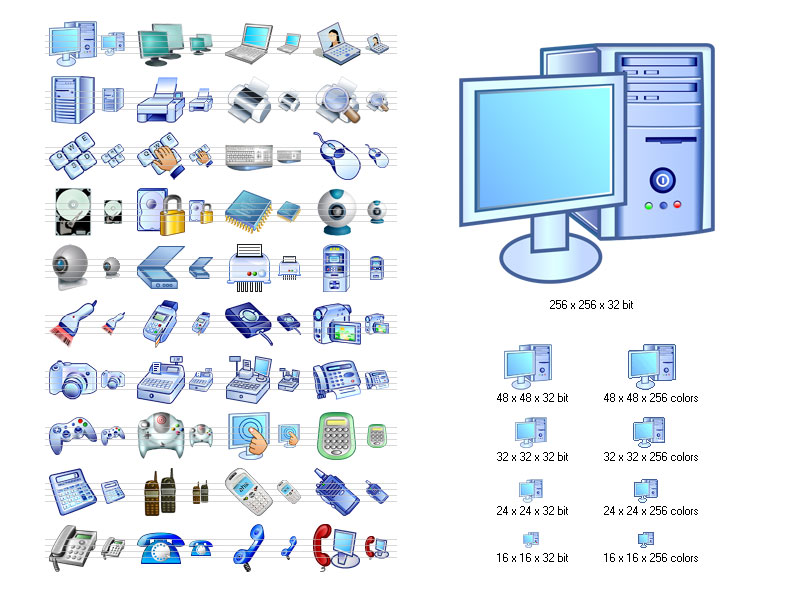 256 x 256 x 32 bit
48 x 48 x 32 bit
48 x 48 x 256 colors
32 x 32 x 32 bit
32 x 32 x 256 colors
24 x 24 x 32 bit
24 x 24 x 256 colors
16 x 16 x 32 bit
16 x 16 x 256 colors
Q W E
S D